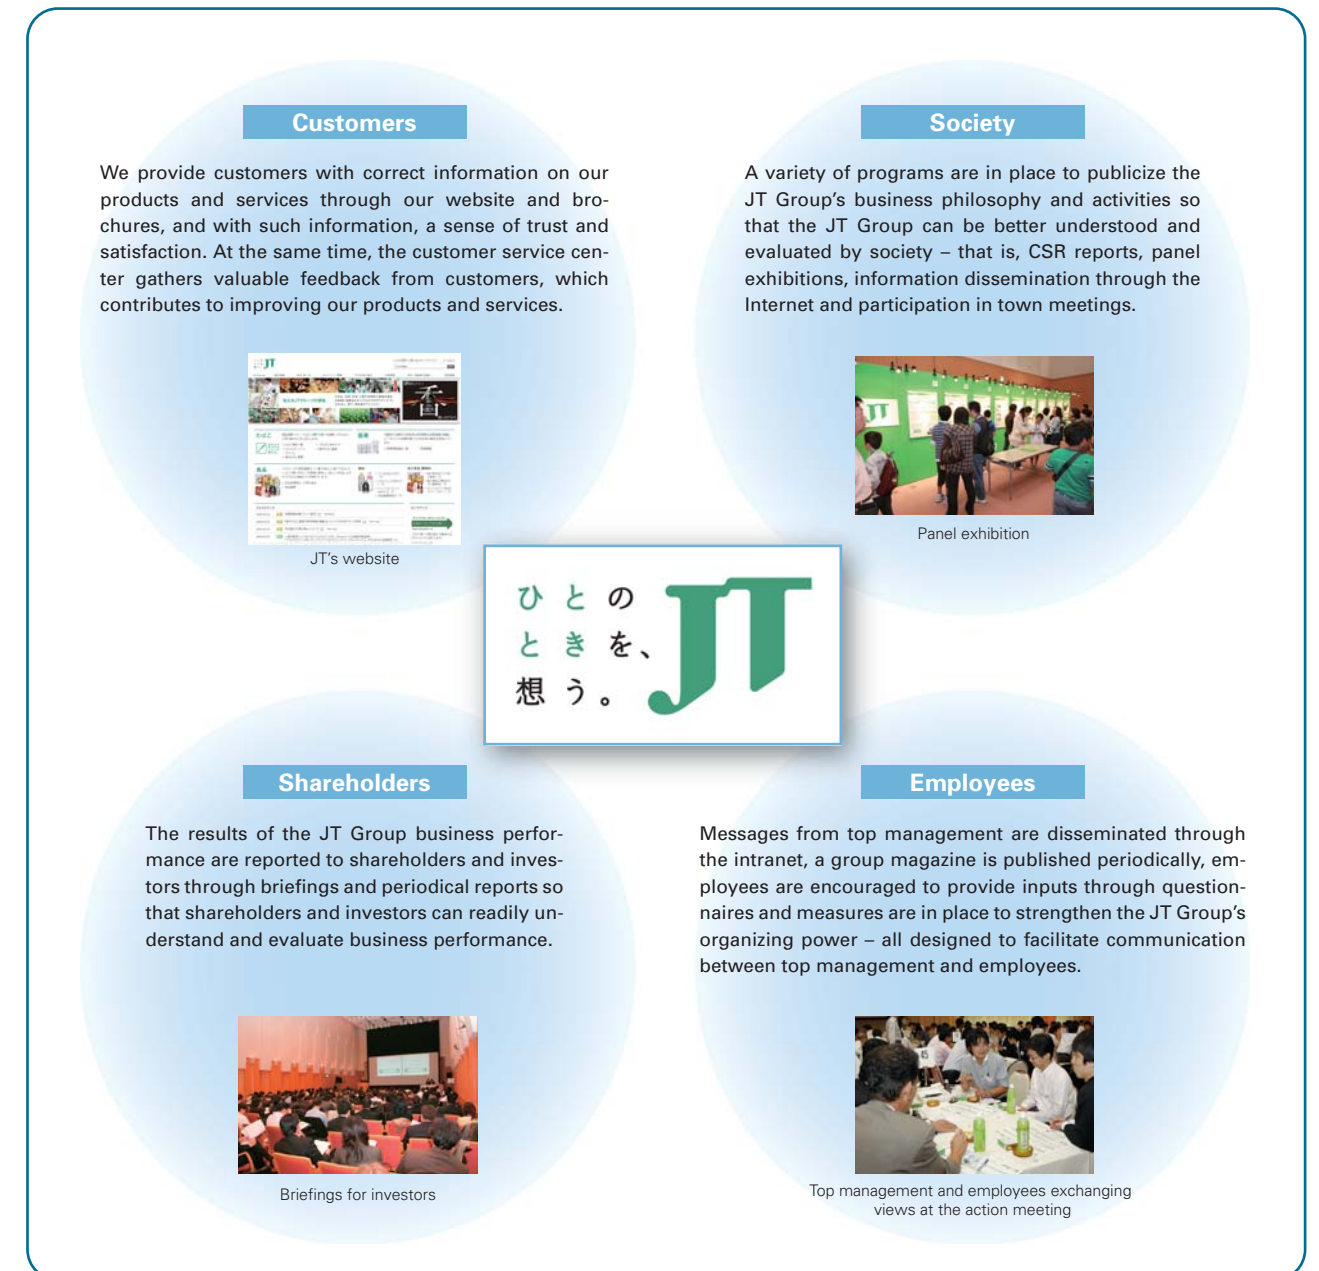 Customers
We provide customers with correct information on our
products and services through our website and bro-
chures, and with such information, a sense of trust and
satisfaction. At the same time, the customer service cen-
ter gathers valuable feedback from customers, which
contributes to improving our products and services.
JT
JT's website
Society
A variety of programs are in place to publicize the
JT Group's business philosophy and activities so
that the JT Group can be better understood and
evaluated by society – that is, CSR reports, panel
exhibitions, information dissemination through the
Internet and participation in town meetings.
JT
Panel exhibition
ひとの
ときを、
想う。
JT
Shareholders
The results of the JT Group business perfor-
mance are reported to shareholders and inves-
tors through briefings and periodical reports so
that shareholders and investors can readily un-
derstand and evaluate business performance.
Briefings for investors
Employees
Messages from top management are disseminated through
the intranet, a group magazine is published periodically, em-
ployees are encouraged to provide inputs through question-
naires and measures are in place to strengthen the JT Group's
organizing power – all designed to facilitate communication
between top management and employees.
45
Top management and employees exchanging
views at the action meeting